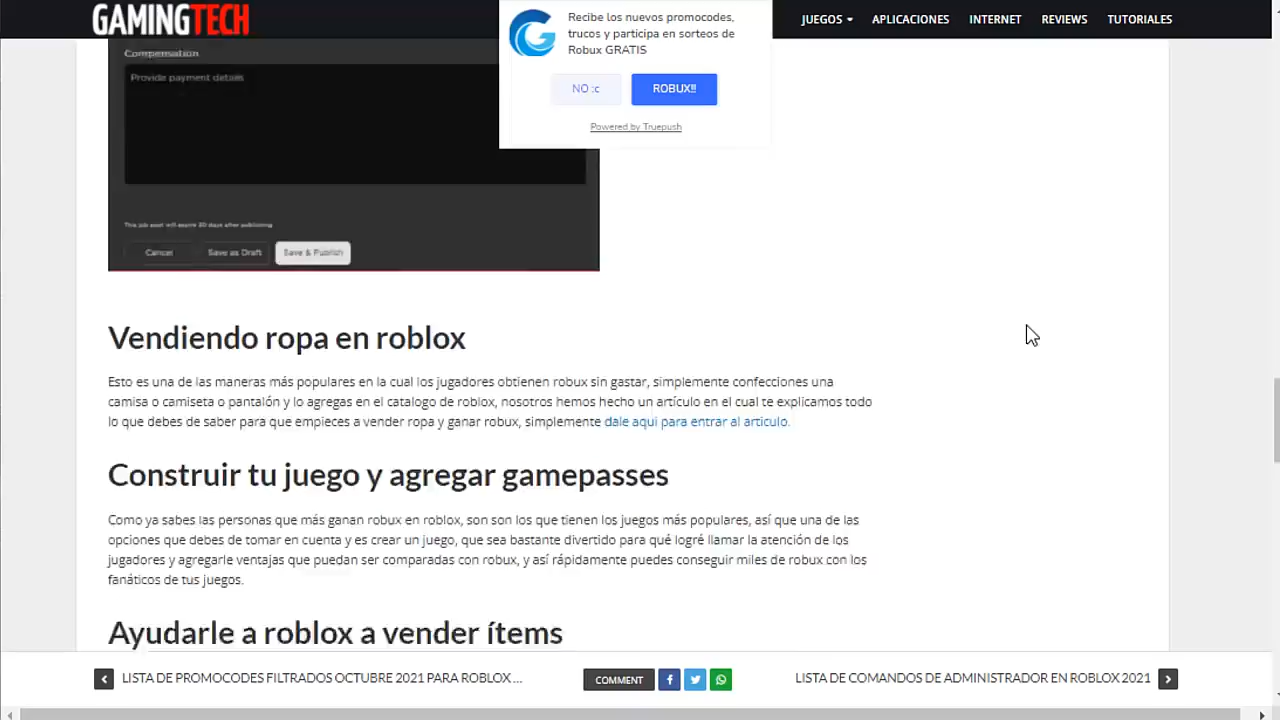 GAMINGTECH
JUEGOS
APLICACIONES
INTERNET
REVIEWS
TUTORIALES
Recibe los nuevos promocodes,
trucos y participa en sorteos de
Robux GRATIS
NO :c
ROBUX!!
Powered by Truepush
Compensation
Provide payment details
This job post will expire 30 days after publishing
Cancel
Save as Draft
Save & Publish
Vendiendo ropa en roblox
Esto es una de las maneras más populares en la cual los jugadores obtienen robux sin gastar, simplemente confecciones una
camisa o camiseta o pantalón y lo agregas en el catalogo de roblox, nosotros hemos hecho un artículo en el cual te explicamos todo
lo que debes de saber para que empieces a vender ropa y ganar robux, simplemente dale aqui para entrar al articulo.
Construir tu juego y agregar gamepasses
Como ya sabes las personas que más ganan robux en roblox, son son los que tienen los juegos más populares, así que una de las
opciones que debes de tomar en cuenta y es crear un juego, que sea bastante divertido para qué logré llamar la atención de los
jugadores y agregarle ventajas que puedan ser comparadas con robux, y así rápidamente puedes conseguir miles de robux con los
fanáticos de tus juegos.
Ayudarle a roblox a vender ítems
LISTA DE PROMOCODES FILTRADOS OCTUBRE 2021 PARA ROBLOX ...
COMMENT
LISTA DE COMANDOS DE ADMINISTRADOR EN ROBLOX 2021